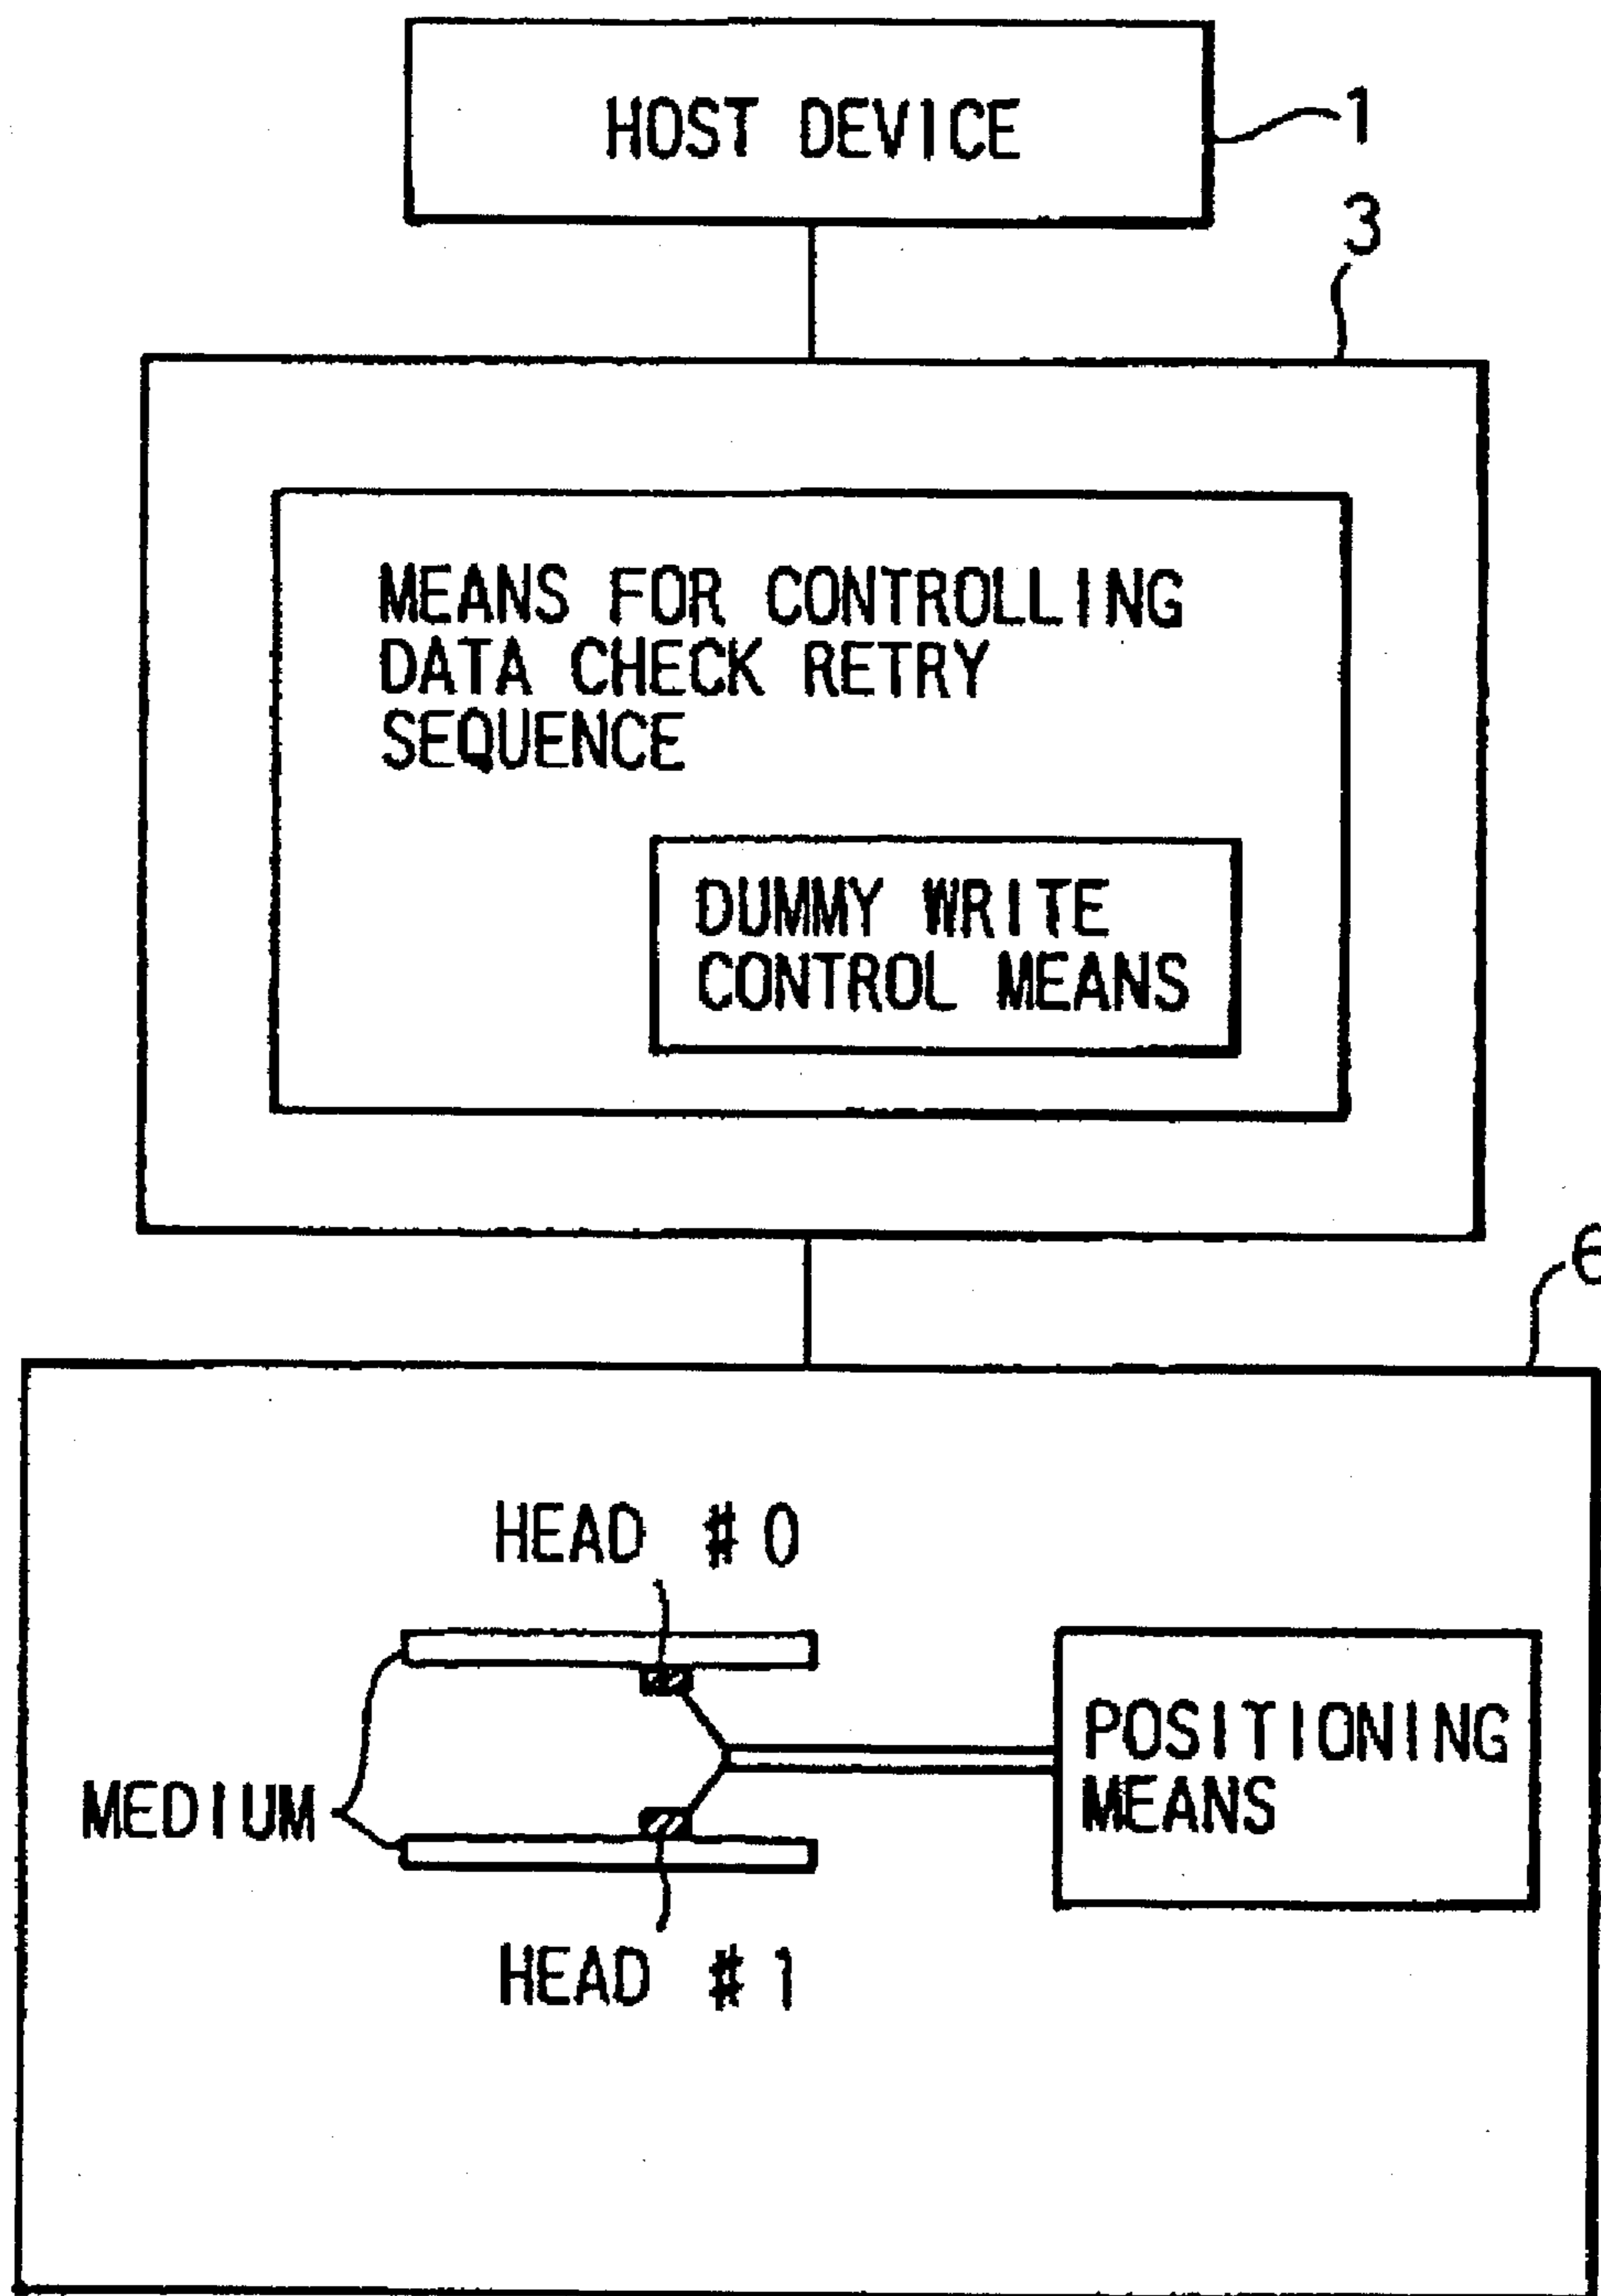 HOST DEVICE
1
3
MEANS FOR CONTROLLING
DATA CHECK RETRY
SEQUENCE
DUMMY WRITE
CONTROL MEANS
6
HEAD #0
MEDIUM
POSITIONING
MEANS
HEAD #1